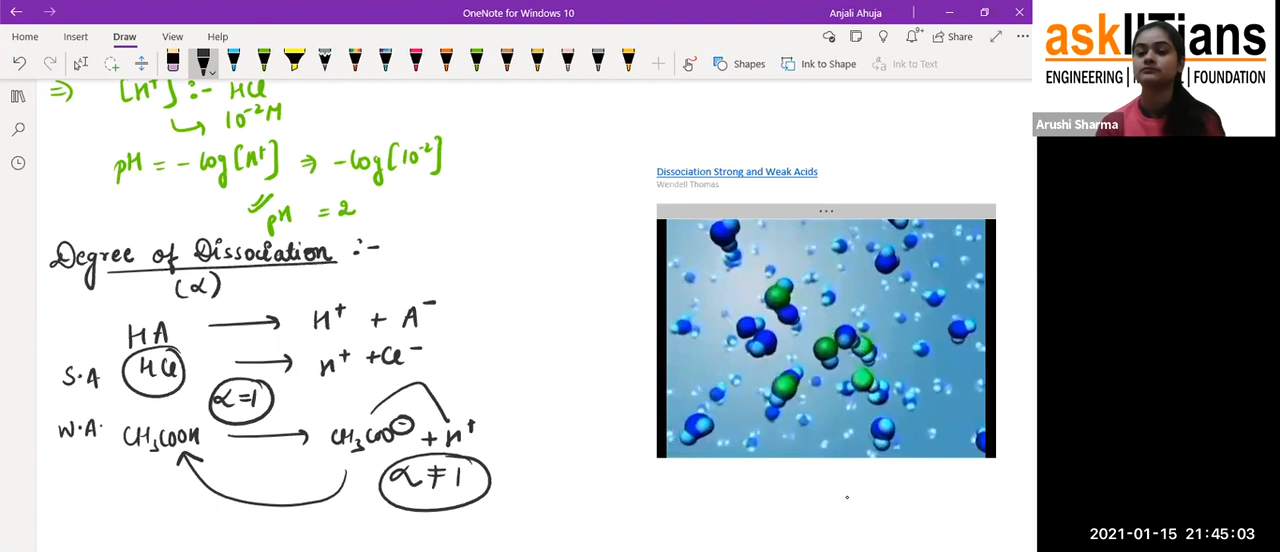 OneNote for Windows 10
Anjali Ahuja
Home Insert Draw View Help
Share
Shapes
Ink to Shape
Ink to Text
askIITians
ENGINEERING | FOUNDATION
Arushi Sharma
⇒ [H+] :- HCl
↳ 10⁻² M
pH = - log [H+] ⇒ - log [10⁻²]
pH = 2
Degree of Dissociation :-
(α)
HA → H⁺ + A⁻
S.A HCl → H⁺ + Cl⁻
α = 1
W.A. CH₃COOH → CH₃COO⊖ + H⁺
α ≠ 1
Dissociation Strong and Weak Acids
Wendell Thomas
2021-01-15 21:45:03